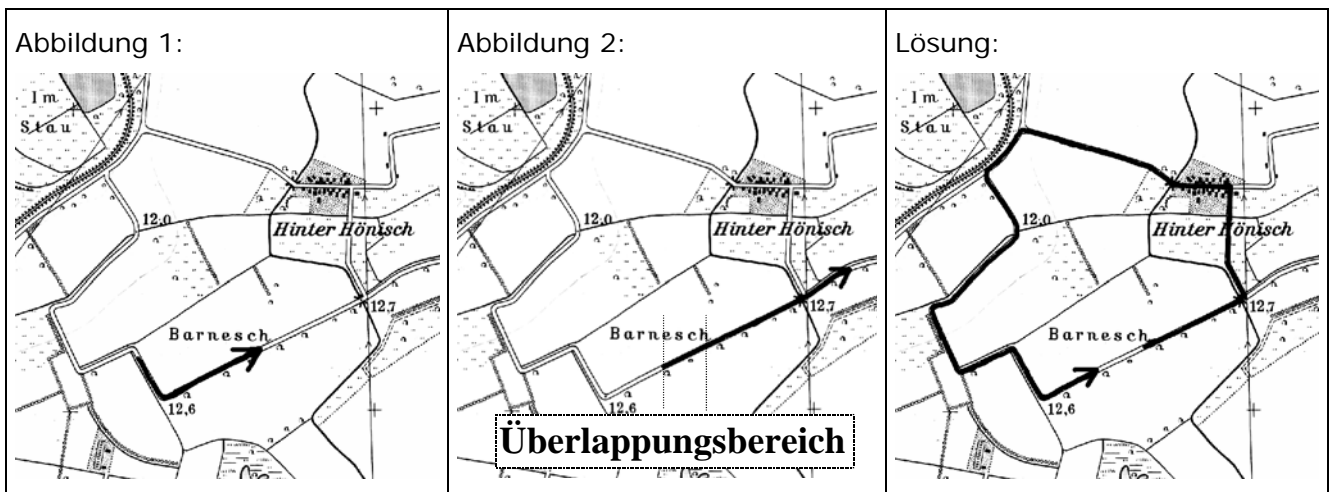 Abbildung 1:
Im
Stau
12,0
Hinter Hönisch
12,7
Barnesch
12,6
Abbildung 2:
Im
Stau
12,0
Hinter Hönisch
12,7
Barnesch
12,6
Überlappungsbereich
Lösung:
Im
Stau
12,0
Hinter Hönisch
12,7
Barnesch
12,6